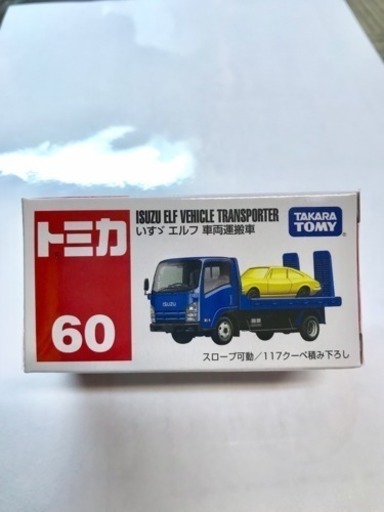 トミカ
60
ISUZU ELF VEHICLE TRANSPORTER
いすゞ エルフ 車両運搬車
TAKARA
TOMY
ISUZU
スロープ可動／117クーペ積み下ろし